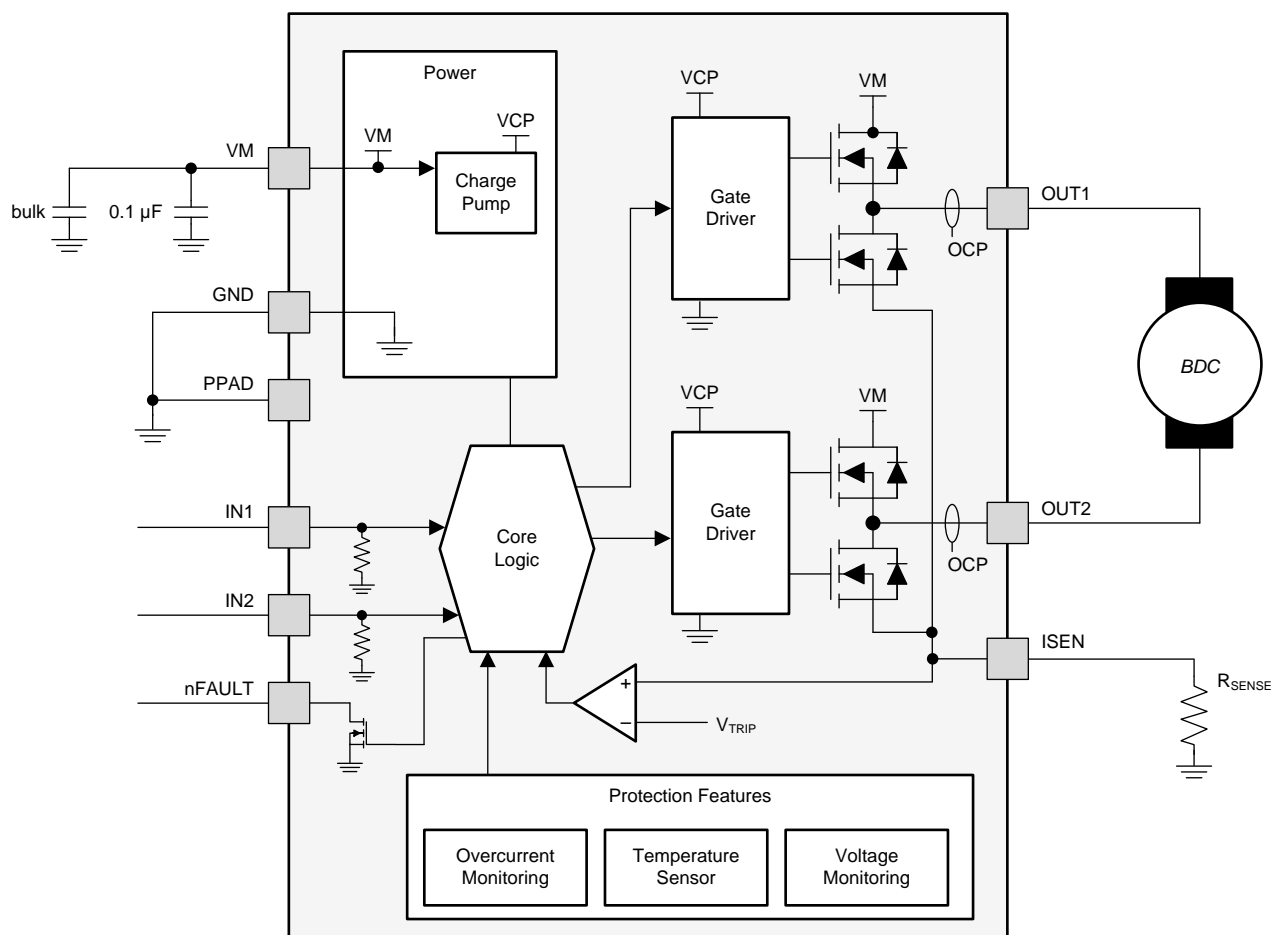 Power
VCP
VM
VM
VCP
VM
Charge
Pump
bulk
0.1 µF
Gate
Driver
OUT1
OCP
GND
PPAD
BDC
VCP
VM
IN1
Core
Logic
Gate
Driver
OUT2
OCP
IN2
ISEN
nFAULT
+
–
VTRIP
RSENSE
Protection Features
Overcurrent
Monitoring
Temperature
Sensor
Voltage
Monitoring